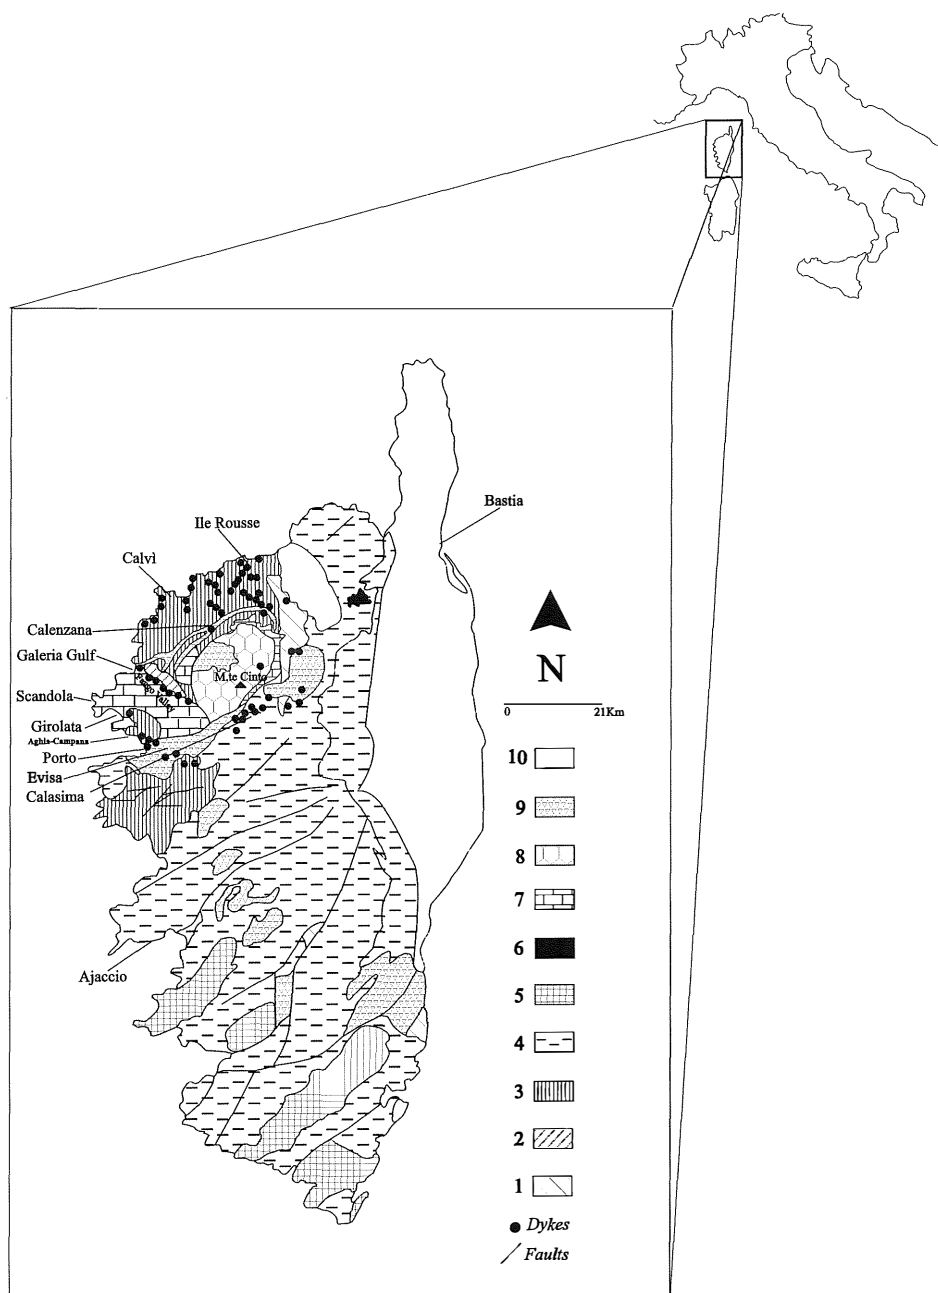 Bastia
Ile Rousse
Calvì
Calenzana
Galeria Gulf
M.te Cinto
Scandola
Girolata
Aghia-Campana
Porto
Evisa
Calasima
Ajaccio
N
0 21Km
10
9
8
7
6
5
4
3
2
1
Dykes
Faults